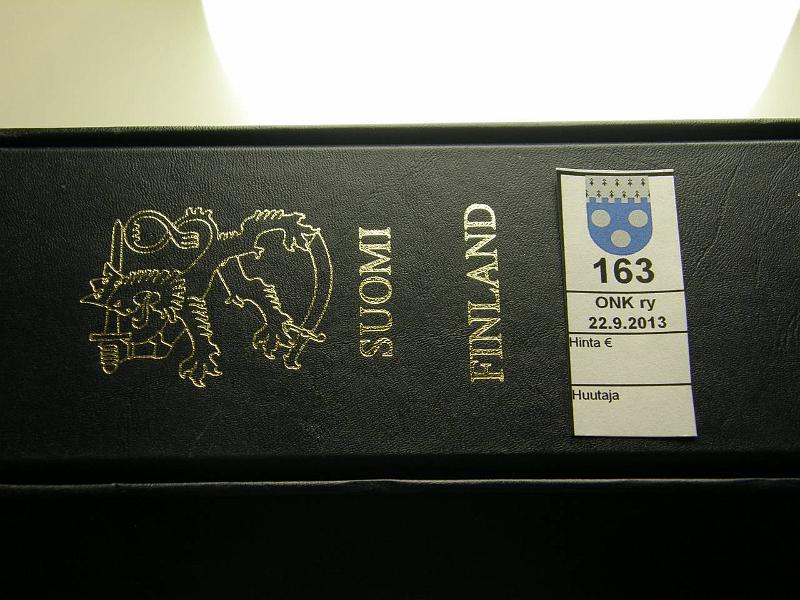 SUOMI
FINLAND
163
ONK ry
22.9.2013
Hinta €
Huutaja